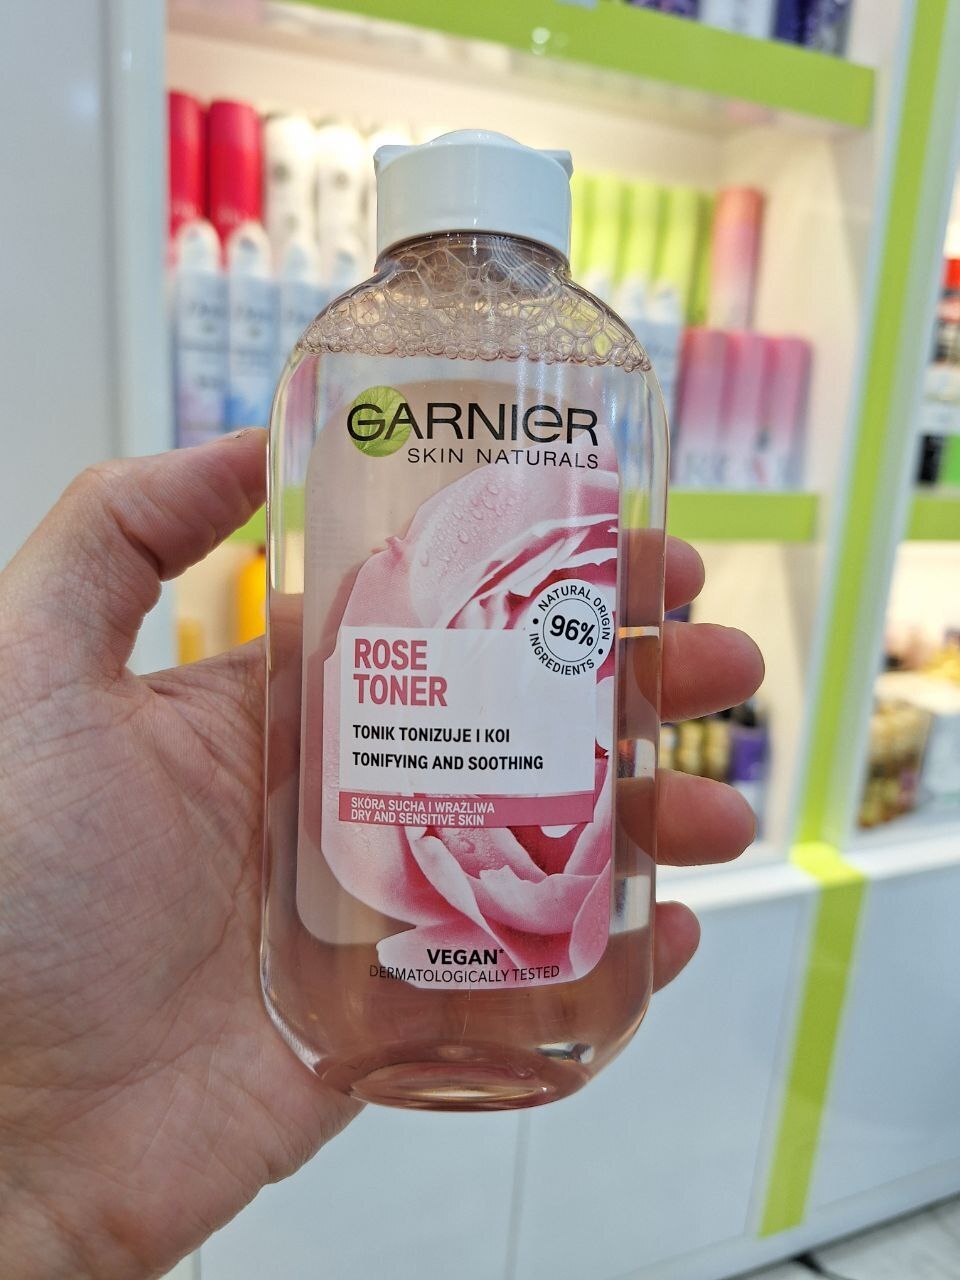 GARNIER
SKIN NATURALS
NATURAL ORIGIN
96%
INGREDIENTS
ROSE
TONER
TONIK TONIZUJE I KOI
TONIFYING AND SOOTHING
SKÓRA SUCHA I WRAŻLIWA
DRY AND SENSITIVE SKIN
VEGAN*
DERMATOLOGICALLY TESTED